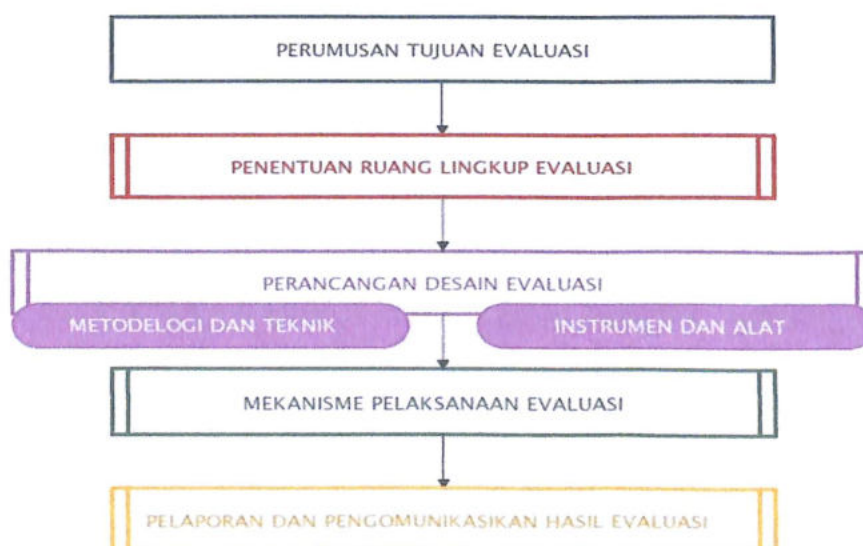 PERUMUSAN TUJUAN EVALUASI
PENENTUAN RUANG LINGKUP EVALUASI
PERANCANGAN DESAIN EVALUASI
METODELOGI DAN TEKNIK
INSTRUMEN DAN ALAT
MEKANISME PELAKSANAAN EVALUASI
PELAPORAN DAN PENGOMUNIKASIKAN HASIL EVALUASI